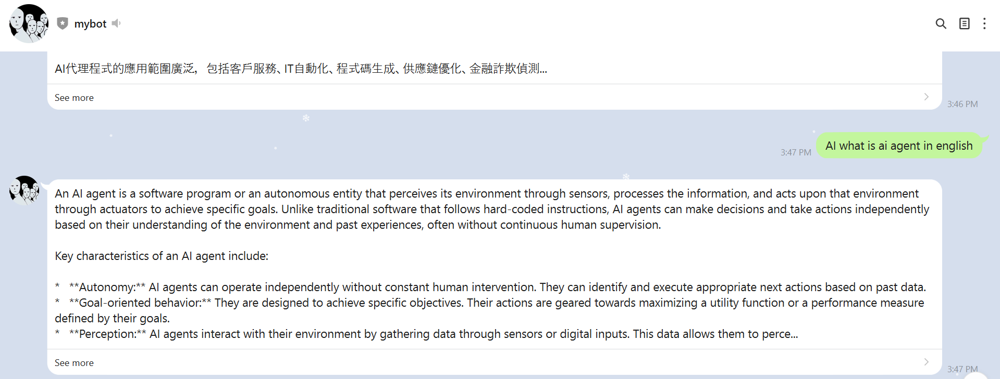 mybot
AI代理程式的應用範圍廣泛，包括客戶服務、IT自動化、程式碼生成、供應鏈優化、金融詐欺偵測...
See more
3:46 PM
AI what is ai agent in english
3:47 PM
An AI agent is a software program or an autonomous entity that perceives its environment through sensors, processes the information, and acts upon that environment
through actuators to achieve specific goals. Unlike traditional software that follows hard-coded instructions, AI agents can make decisions and take actions independently
based on their understanding of the environment and past experiences, often without continuous human supervision.
Key characteristics of an AI agent include:
*   **Autonomy:** AI agents can operate independently without constant human intervention. They can identify and execute appropriate next actions based on past data.
*   **Goal-oriented behavior:** They are designed to achieve specific objectives. Their actions are geared towards maximizing a utility function or a performance measure
defined by their goals.
*   **Perception:** AI agents interact with their environment by gathering data through sensors or digital inputs. This data allows them to perce...
See more
3:47 PM